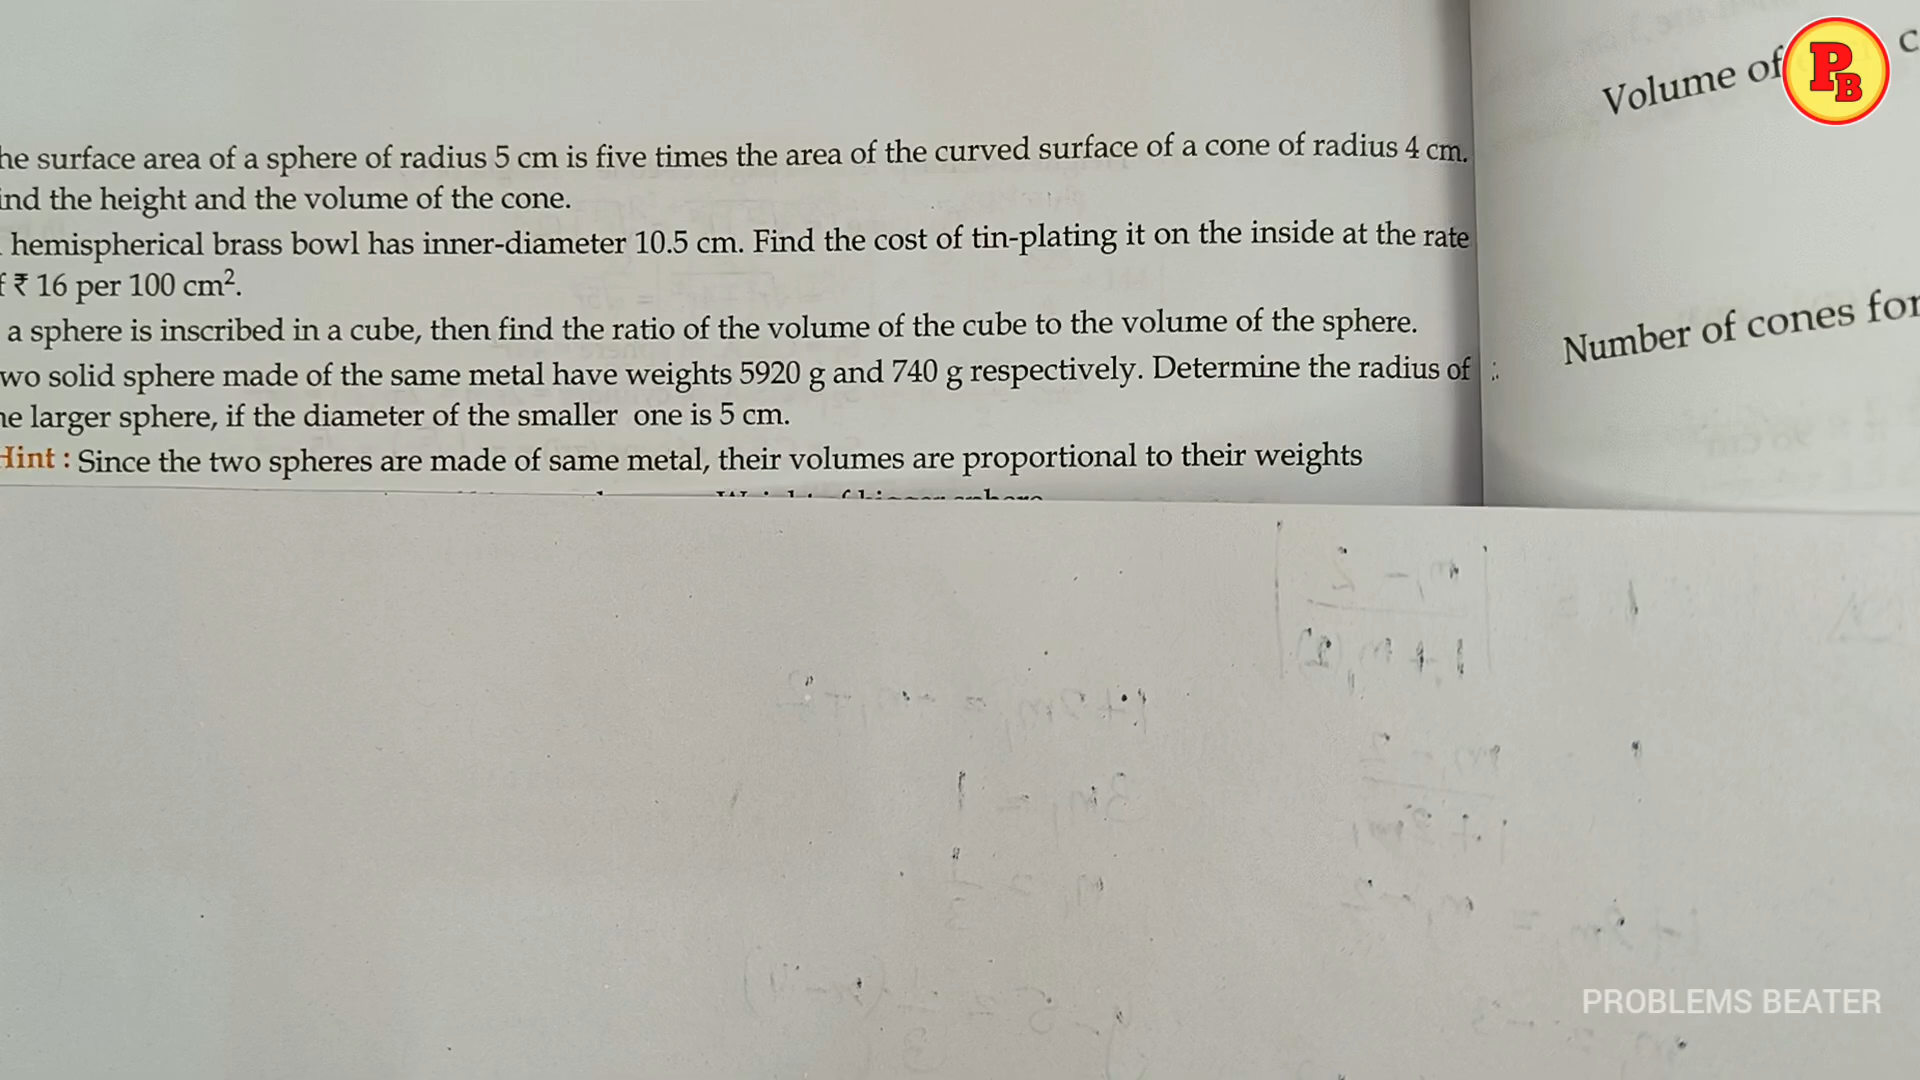 he surface area of a sphere of radius 5 cm is five times the area of the curved surface of a cone of radius 4 cm.
ind the height and the volume of the cone.
hemispherical brass bowl has inner-diameter 10.5 cm. Find the cost of tin-plating it on the inside at the rate
f ₹ 16 per 100 cm².
a sphere is inscribed in a cube, then find the ratio of the volume of the cube to the volume of the sphere.
wo solid sphere made of the same metal have weights 5920 g and 740 g respectively. Determine the radius of
he larger sphere, if the diameter of the smaller one is 5 cm.
Hint : Since the two spheres are made of same metal, their volumes are proportional to their weights
Volume of
c
Number of cones for
PB
PROBLEMS BEATER